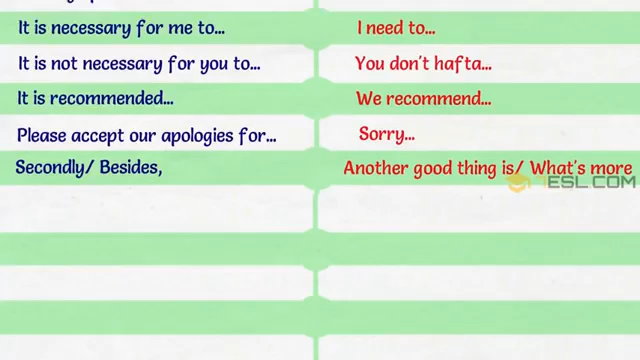 It is necessary for me to... I need to...
It is not necessary for you to... You don't hafta...
It is recommended... We recommend...
Please accept our apologies for... Sorry...
Secondly/ Besides, Another good thing is/ What's more
ESL.COM